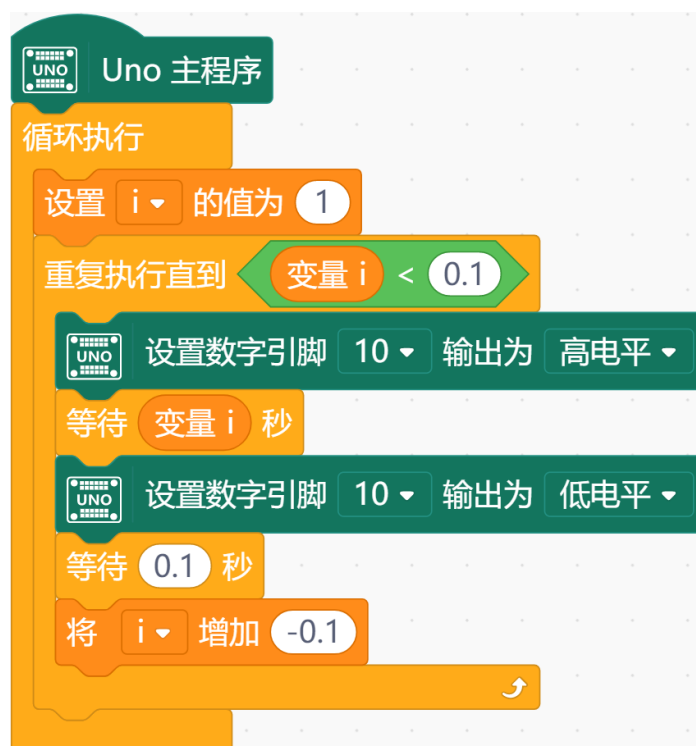 UNO Uno 主程序
循环执行
设置 i 的值为 1
重复执行直到 变量 i < 0.1
UNO 设置数字引脚 10 输出为 高电平
等待 变量 i 秒
UNO 设置数字引脚 10 输出为 低电平
等待 0.1 秒
将 i 增加 -0.1